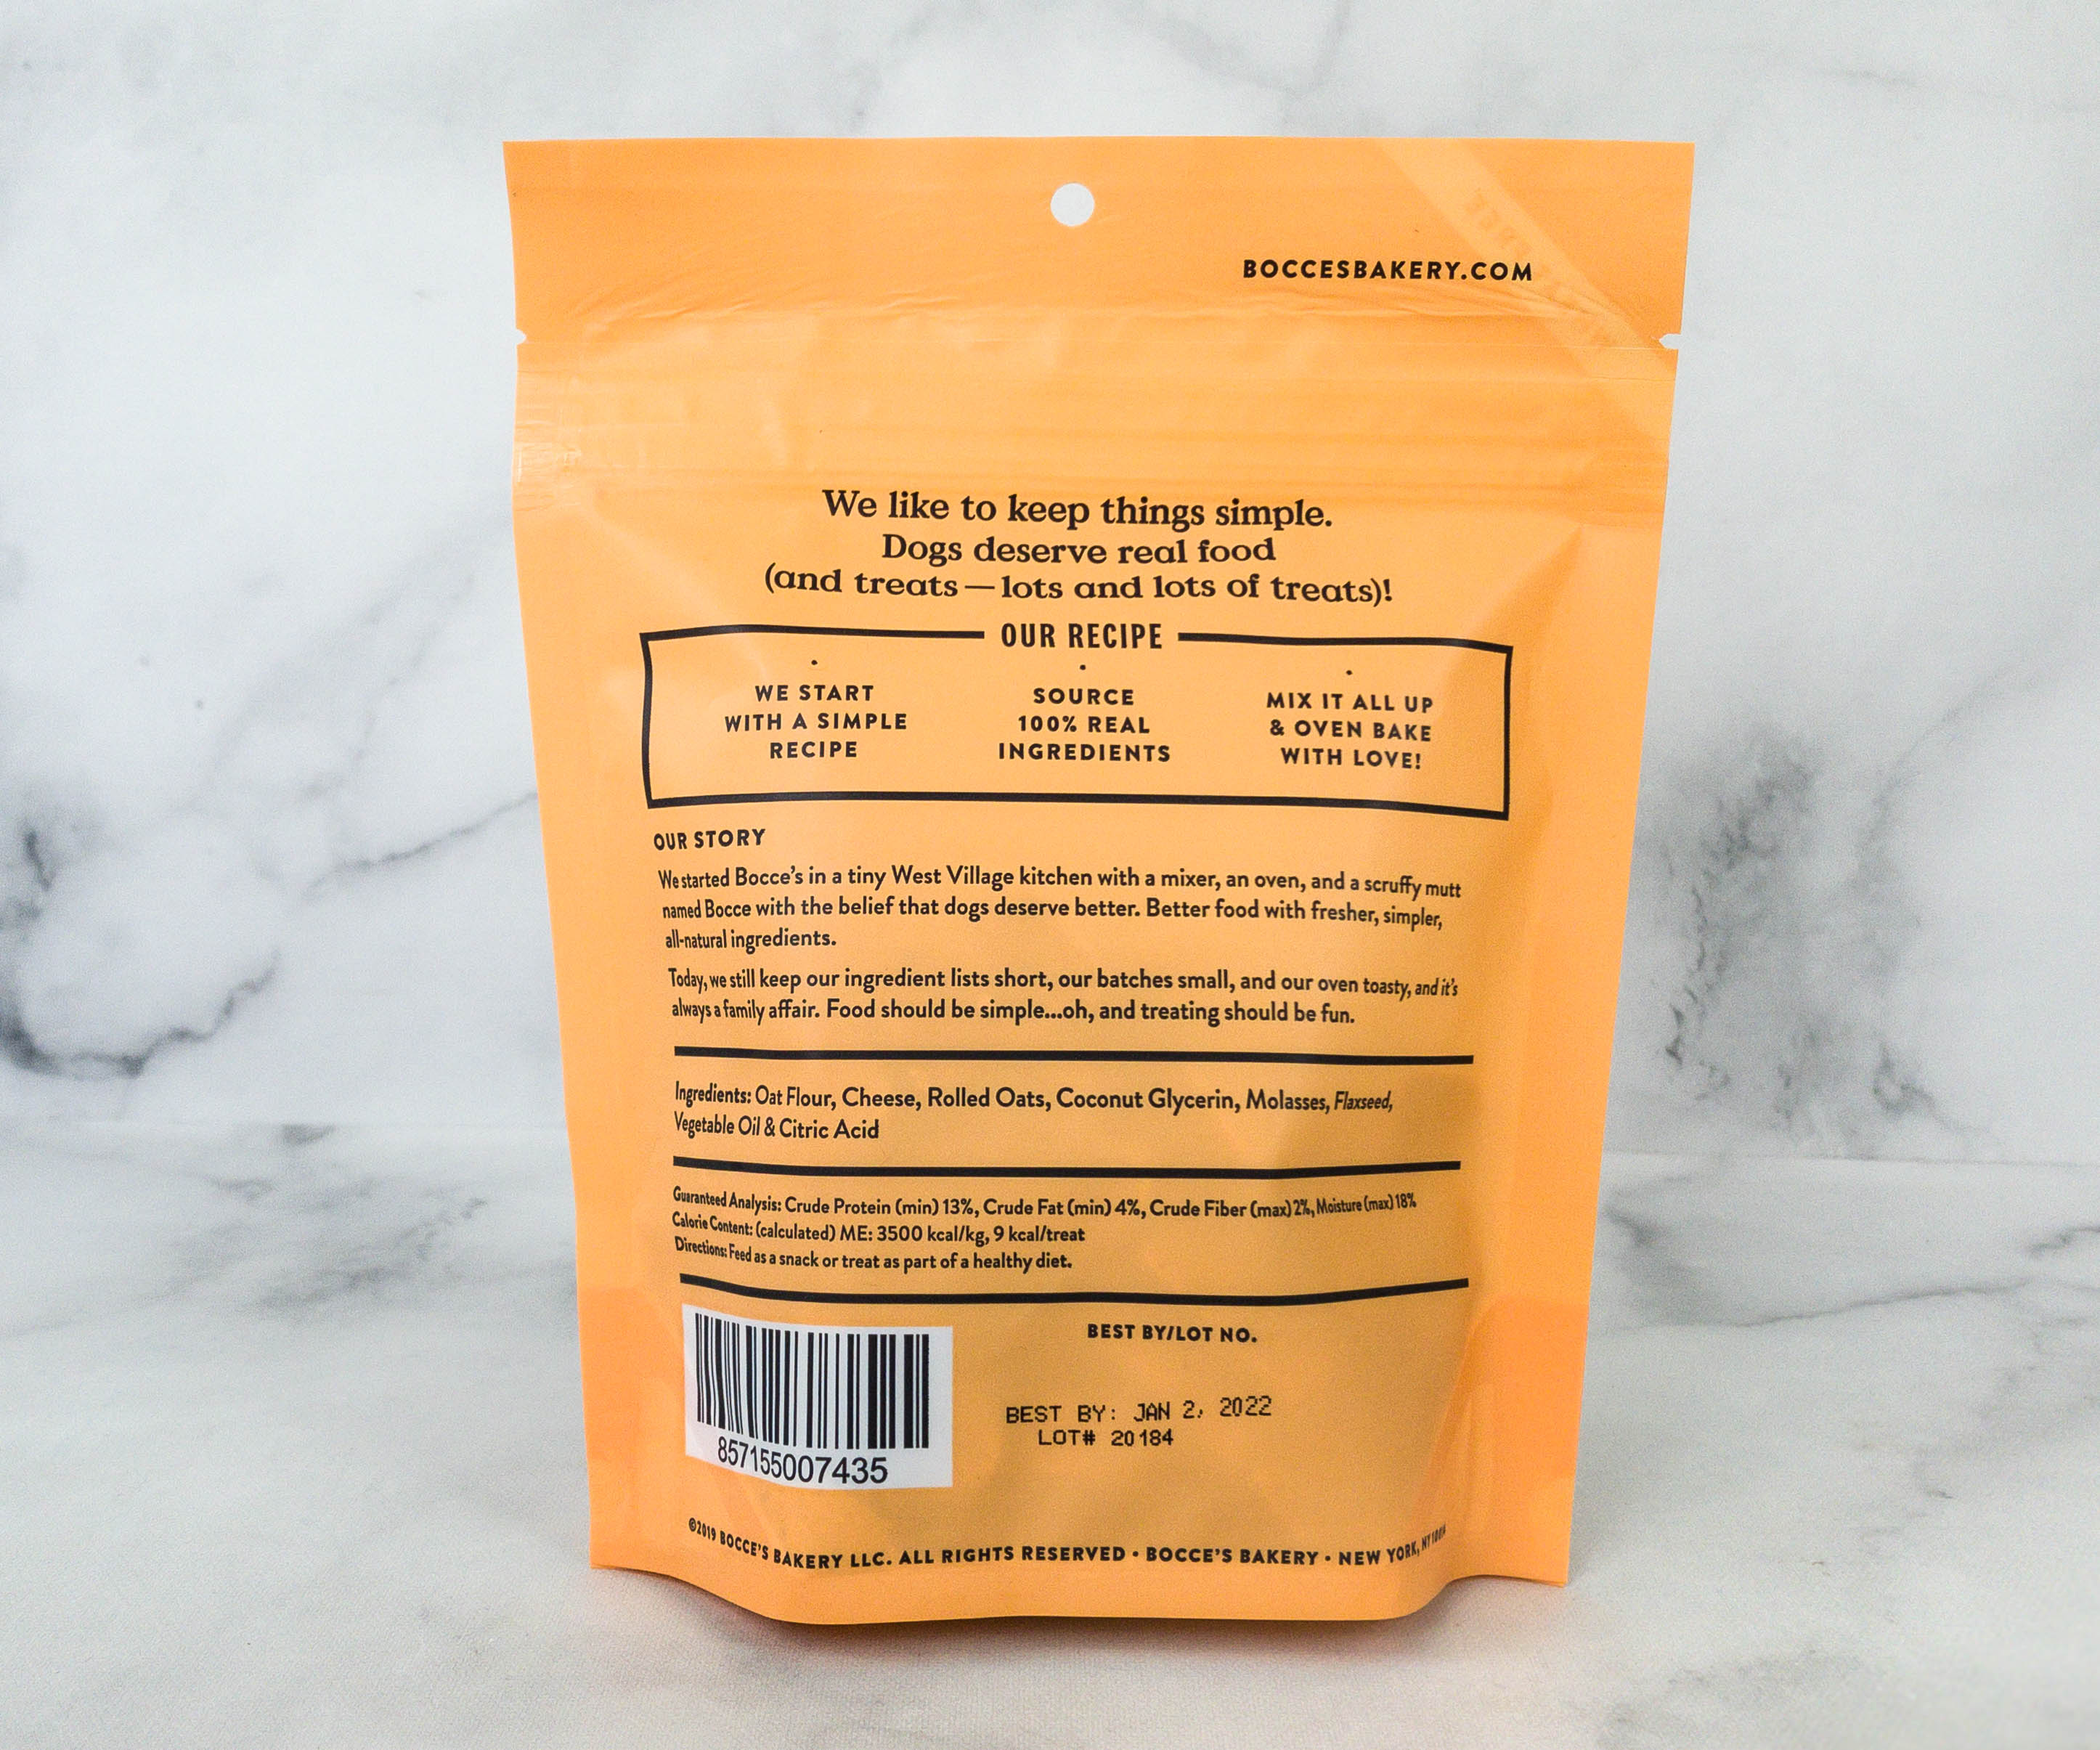 BOCCESBAKERY.COM
We like to keep things simple.
Dogs deserve real food
(and treats — lots and lots of treats)!
OUR RECIPE
WE START
WITH A SIMPLE
RECIPE
SOURCE
100% REAL
INGREDIENTS
MIX IT ALL UP
& OVEN BAKE
WITH LOVE!
OUR STORY
We started Bocce's in a tiny West Village kitchen with a mixer, an oven, and a scruffy mutt
named Bocce with the belief that dogs deserve better. Better food with fresher, simpler,
all-natural ingredients.
Today, we still keep our ingredient lists short, our batches small, and our oven toasty, and it's
always a family affair. Food should be simple...oh, and treating should be fun.
Ingredients: Oat Flour, Cheese, Rolled Oats, Coconut Glycerin, Molasses, Flaxseed,
Vegetable Oil & Citric Acid
Guaranteed Analysis: Crude Protein (min) 13%, Crude Fat (min) 4%, Crude Fiber (max) 2%, Moisture (max) 18%
Calorie Content: (calculated) ME: 3500 kcal/kg, 9 kcal/treat
Directions: Feed as a snack or treat as part of a healthy diet.
BEST BY/LOT NO.
BEST BY: JAN 2, 2022
LOT# 20184
857155007435
©2019 BOCCE'S BAKERY LLC. ALL RIGHTS RESERVED • BOCCE'S BAKERY • NEW YORK, NY